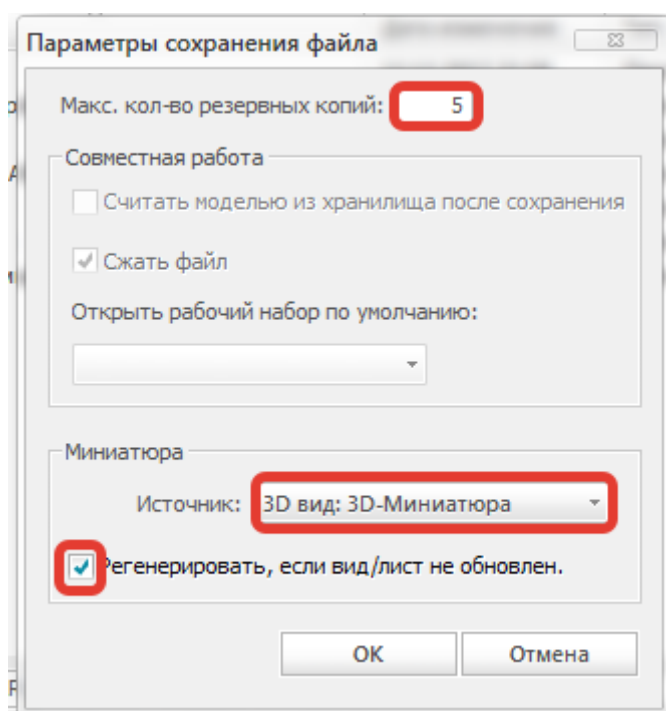 Параметры сохранения файла
Макс. кол-во резервных копий: 5
Совместная работа
Считать моделью из хранилища после сохранения
Сжать файл
Открыть рабочий набор по умолчанию:
Миниатюра
Источник: 3D вид: 3D-Миниатюра
Регенерировать, если вид/лист не обновлен.
ОК Отмена